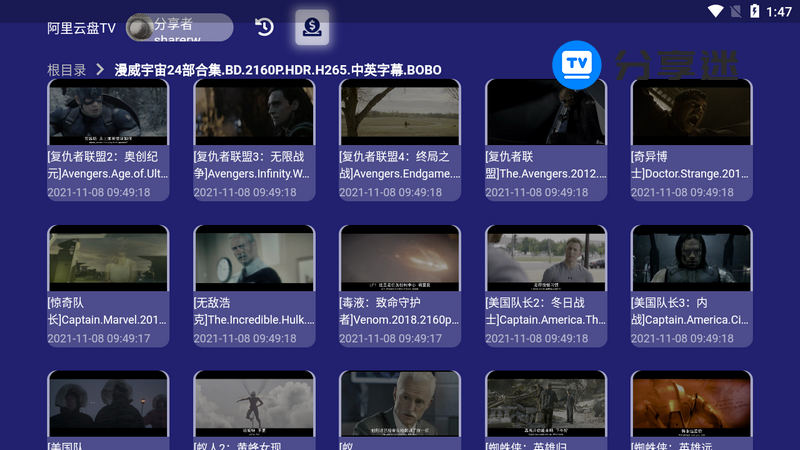 1:47
阿里云盘TV
分享者
sharerw
根目录 > 漫威宇宙24部合集.BD.2160P.HDR.H265.中英字幕.BOBO
TV 分享迷
[复仇者联盟2：奥创纪
元]Avengers.Age.of.Ult...
2021-11-08 09:49:18
[复仇者联盟3：无限战
争]Avengers.Infinity.W...
2021-11-08 09:49:18
[复仇者联盟4：终局之
战]Avengers.Endgame....
2021-11-08 09:49:18
[复仇者联
盟]The.Avengers.2012....
2021-11-08 09:49:18
[奇异博
士]Doctor.Strange.201...
2021-11-08 09:49:18
[惊奇队
长]Captain.Marvel.201...
2021-11-08 09:49:17
[无敌浩
克]The.Incredible.Hulk....
2021-11-08 09:49:18
[毒液：致命守护
者]Venom.2018.2160p...
2021-11-08 09:49:17
[美国队长2：冬日战
士]Captain.America.Th...
2021-11-08 09:49:18
[美国队长3：内
战]Captain.America.Ci...
2021-11-08 09:49:18
[美国队
[蚁人2：黄蜂女现
[蚁
[蜘蛛侠：英雄归
[蜘蛛侠：英雄远